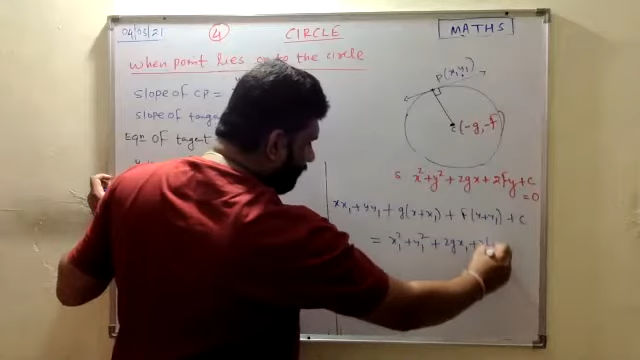 04/05/21
4
CIRCLE
MATHS
When point lies on to the circle
Slope of CP =
Slope of tange
Eqn of tagent
P(x₁,y₁)
c(-g,-f)
S x²+y²+2gx+2fy+c
=0
xx₁+yy₁+g(x+x₁)+f(y+y₁)+c
= x₁²+y₁²+2gx₁+